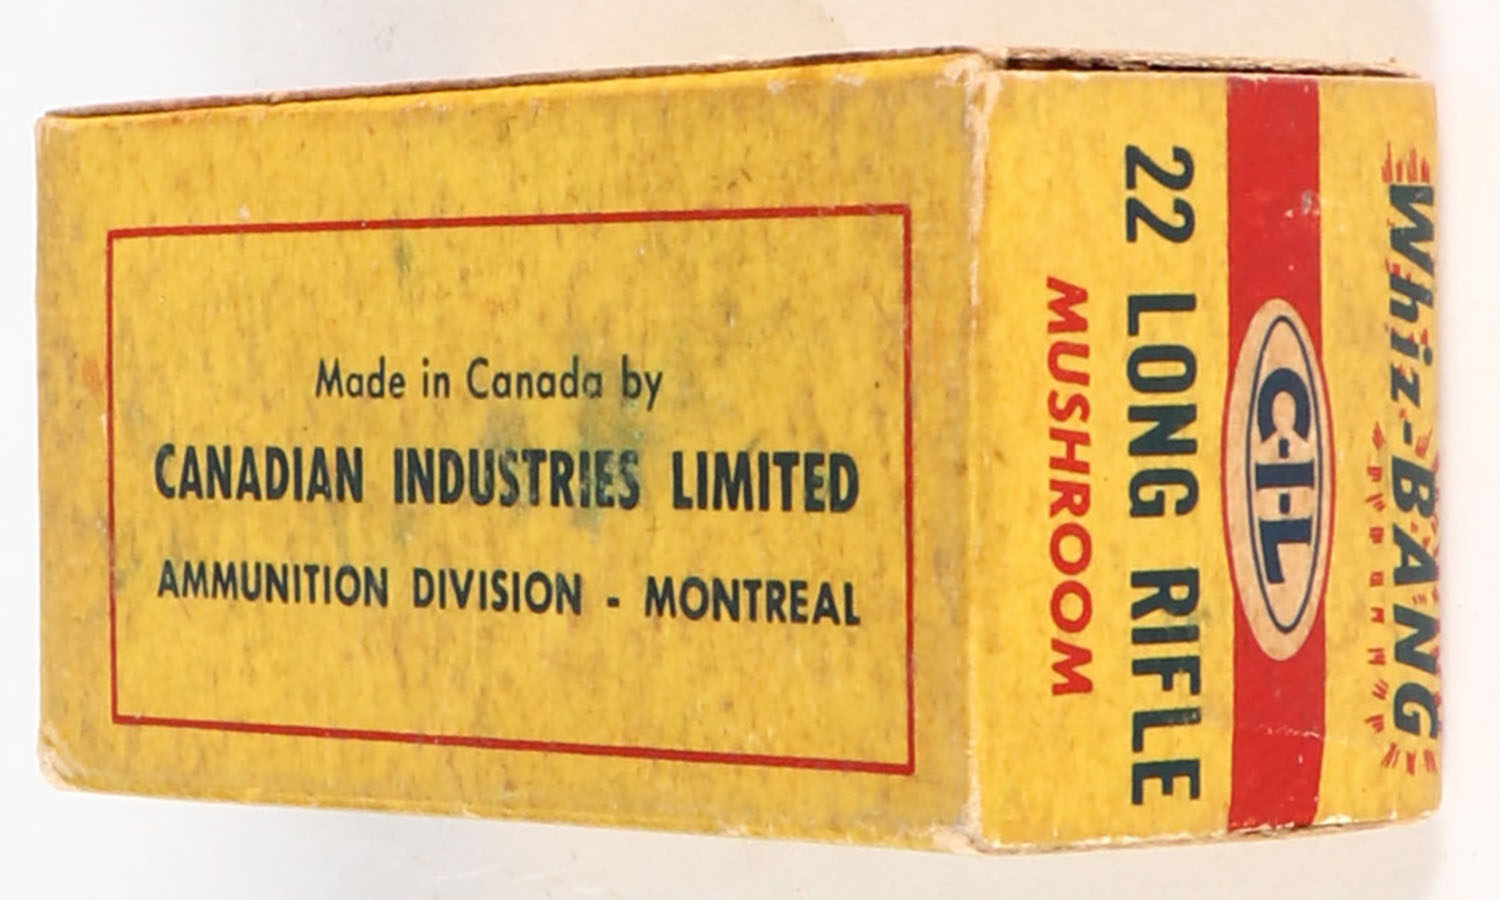 Made in Canada by
CANADIAN INDUSTRIES LIMITED
AMMUNITION DIVISION - MONTREAL
Whiz-BANG
C-I-L
22 LONG RIFLE
MUSHROOM